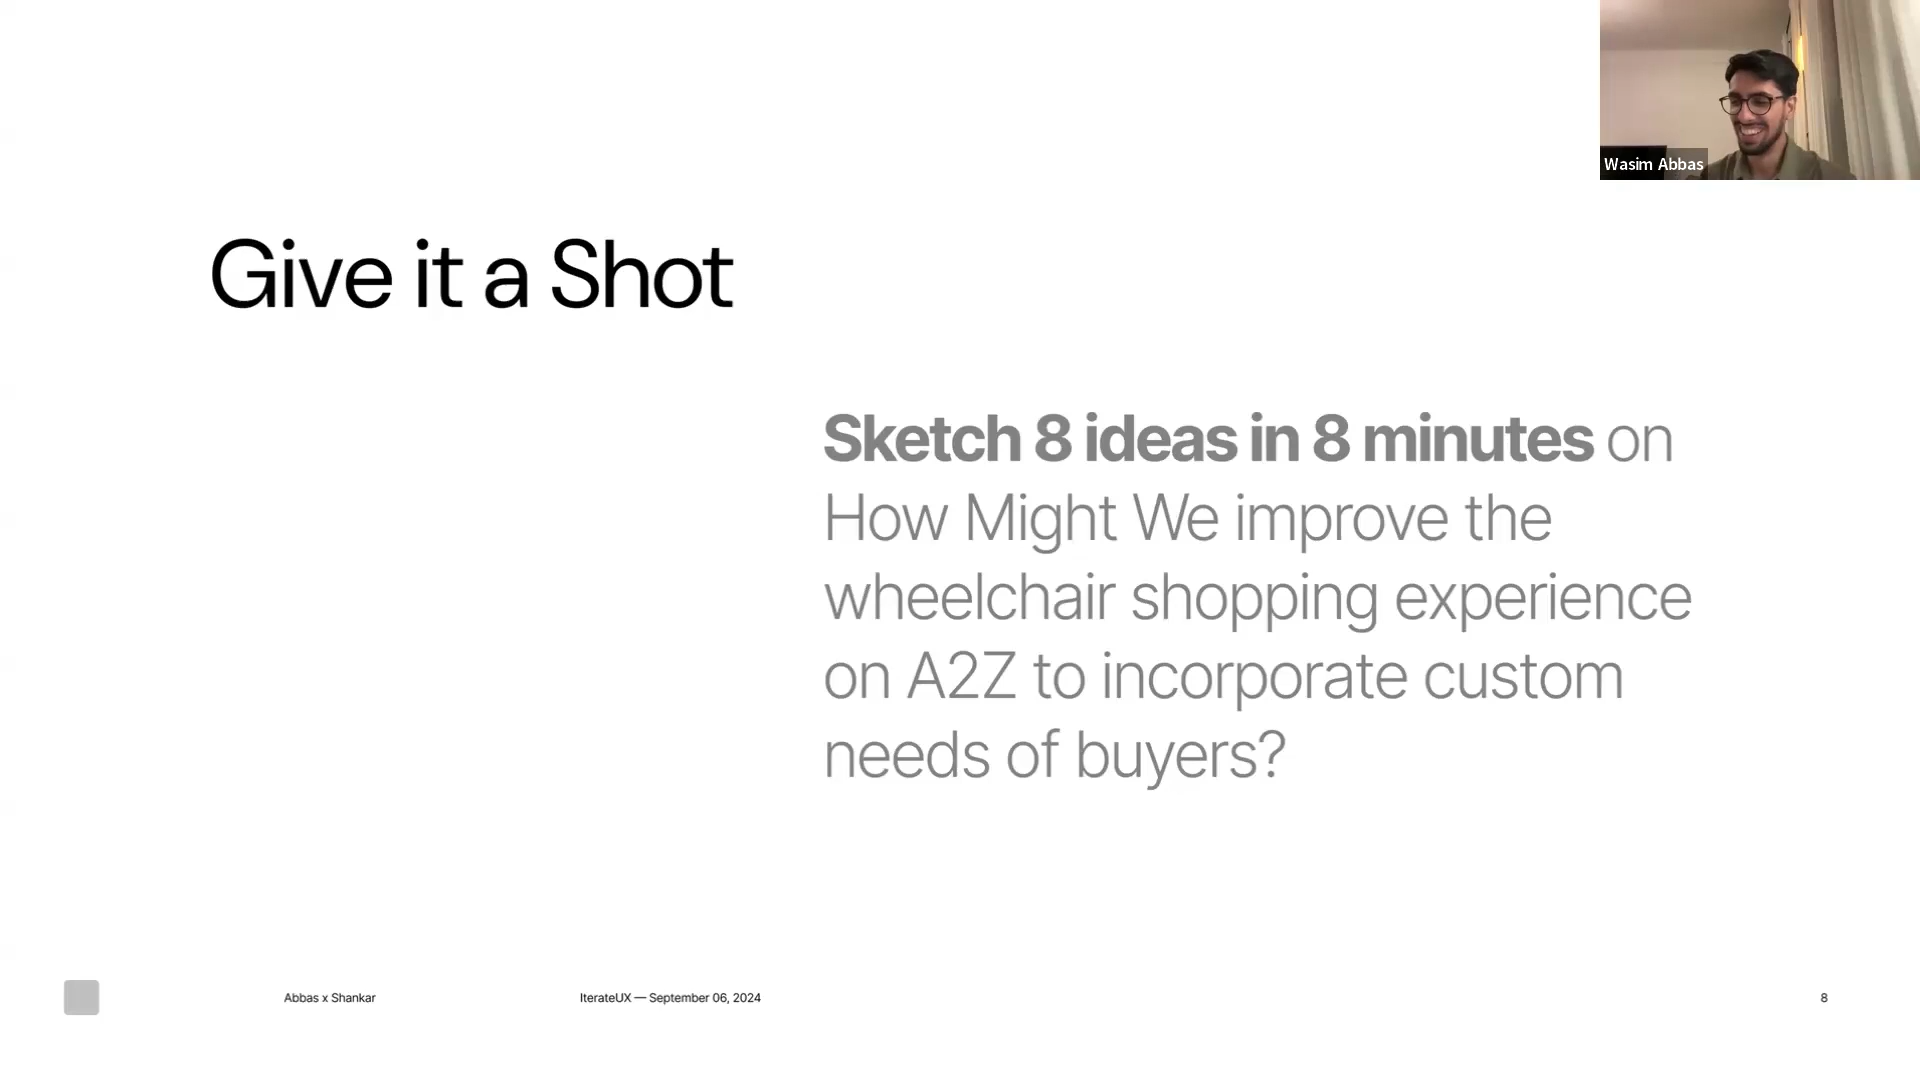 Wasim Abbas
Give it a Shot
Sketch 8 ideas in 8 minutes on
How Might We improve the
wheelchair shopping experience
on A2Z to incorporate custom
needs of buyers?
Abbas x Shankar
IterateUX — September 06, 2024
8